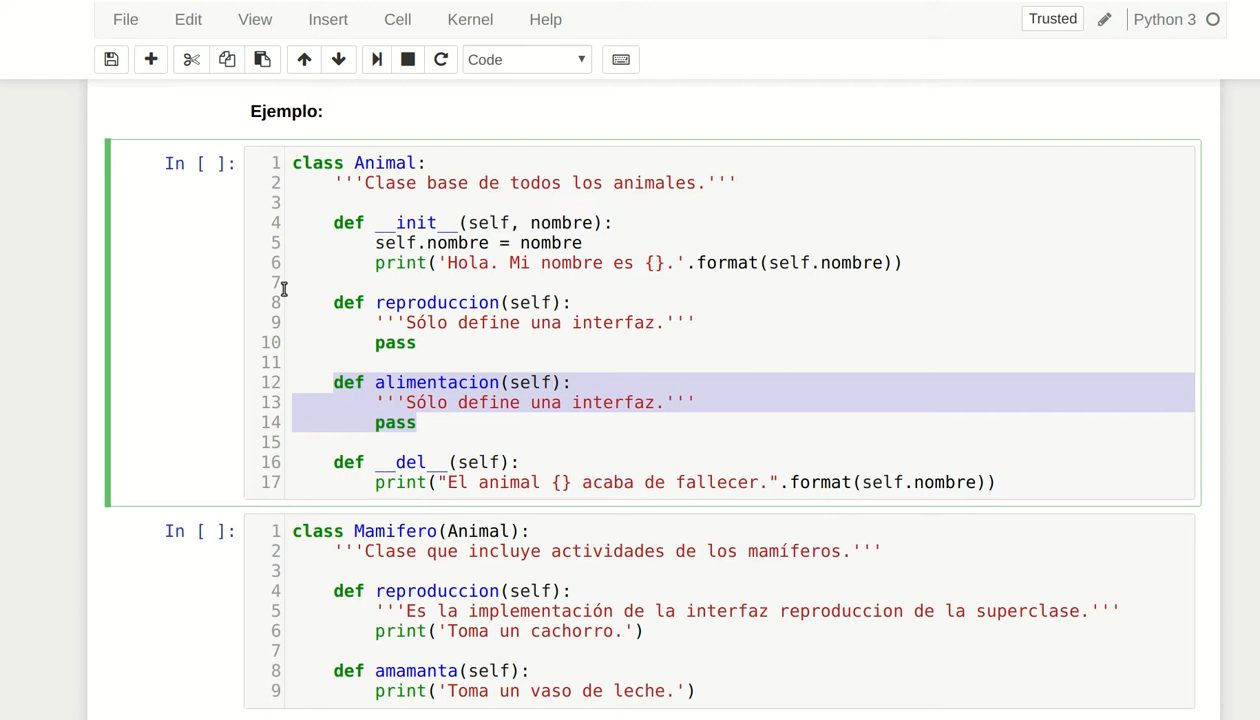 File Edit View Insert Cell Kernel Help Trusted Python 3
Code
Ejemplo:
In [ ]:
1 class Animal:
2     '''Clase base de todos los animales.'''
3
4     def __init__(self, nombre):
5         self.nombre = nombre
6         print('Hola. Mi nombre es {}.'.format(self.nombre))
7
8     def reproduccion(self):
9         '''Sólo define una interfaz.'''
10         pass
11
12     def alimentacion(self):
13         '''Sólo define una interfaz.'''
14         pass
15
16     def __del__(self):
17         print("El animal {} acaba de fallecer.".format(self.nombre))
In [ ]:
1 class Mamifero(Animal):
2     '''Clase que incluye actividades de los mamíferos.'''
3
4     def reproduccion(self):
5         '''Es la implementación de la interfaz reproduccion de la superclase.'''
6         print('Toma un cachorro.')
7
8     def amamanta(self):
9         print('Toma un vaso de leche.')